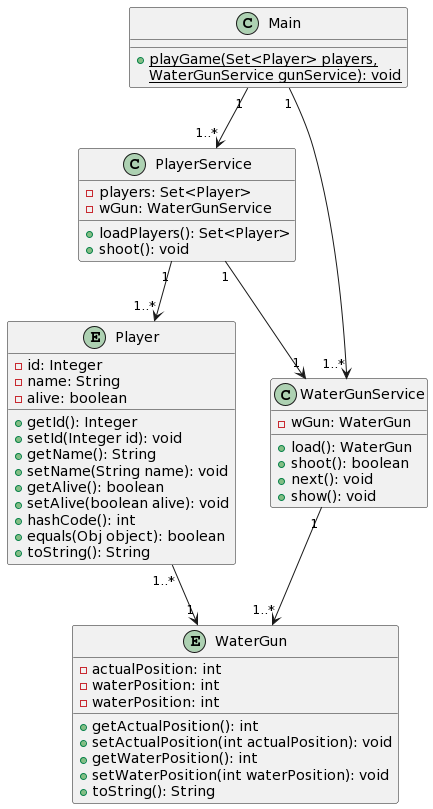 C Main
playGame(Set<Player> players,
WaterGunService gunService): void
1
1
1..*
C PlayerService
players: Set<Player>
wGun: WaterGunService
loadPlayers(): Set<Player>
shoot(): void
1
1
1..*
1
1..*
E Player
id: Integer
name: String
alive: boolean
getId(): Integer
setId(Integer id): void
getName(): String
setName(String name): void
getAlive(): boolean
setAlive(boolean alive): void
hashCode(): int
equals(Obj object): boolean
toString(): String
C WaterGunService
wGun: WaterGun
load(): WaterGun
shoot(): boolean
next(): void
show(): void
1
1..*
1
1..*
E WaterGun
actualPosition: int
waterPosition: int
waterPosition: int
getActualPosition(): int
setActualPosition(int actualPosition): void
getWaterPosition(): int
setWaterPosition(int waterPosition): void
toString(): String